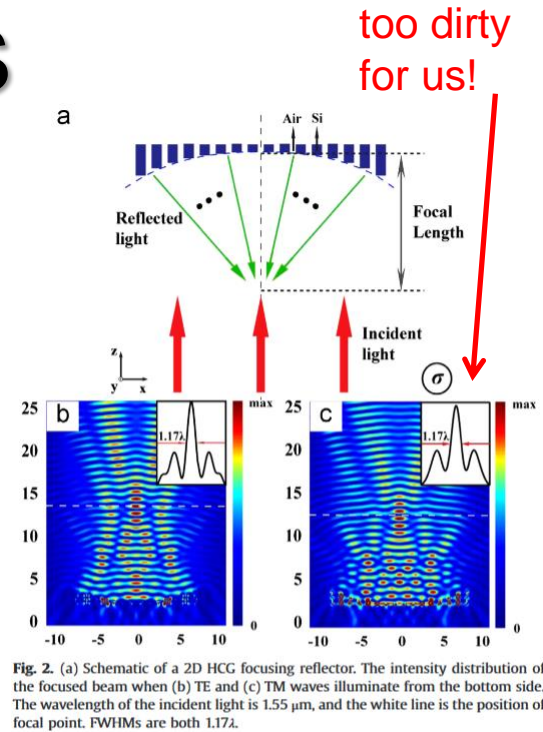 s
too dirty
for us!
a
Air Si
Reflected
light
Focal
Length
Incident
light
z
y x
σ
b
1.17λ
max
0
25
20
15
10
5
0
-10 -5 0 5 10
c
1.17λ
max
0
25
20
15
10
5
0
-10 -5 0 5 10
Fig. 2. (a) Schematic of a 2D HCG focusing reflector. The intensity distribution of
the focused beam when (b) TE and (c) TM waves illuminate from the bottom side.
The wavelength of the incident light is 1.55 μm, and the white line is the position of
focal point. FWHMs are both 1.17λ.